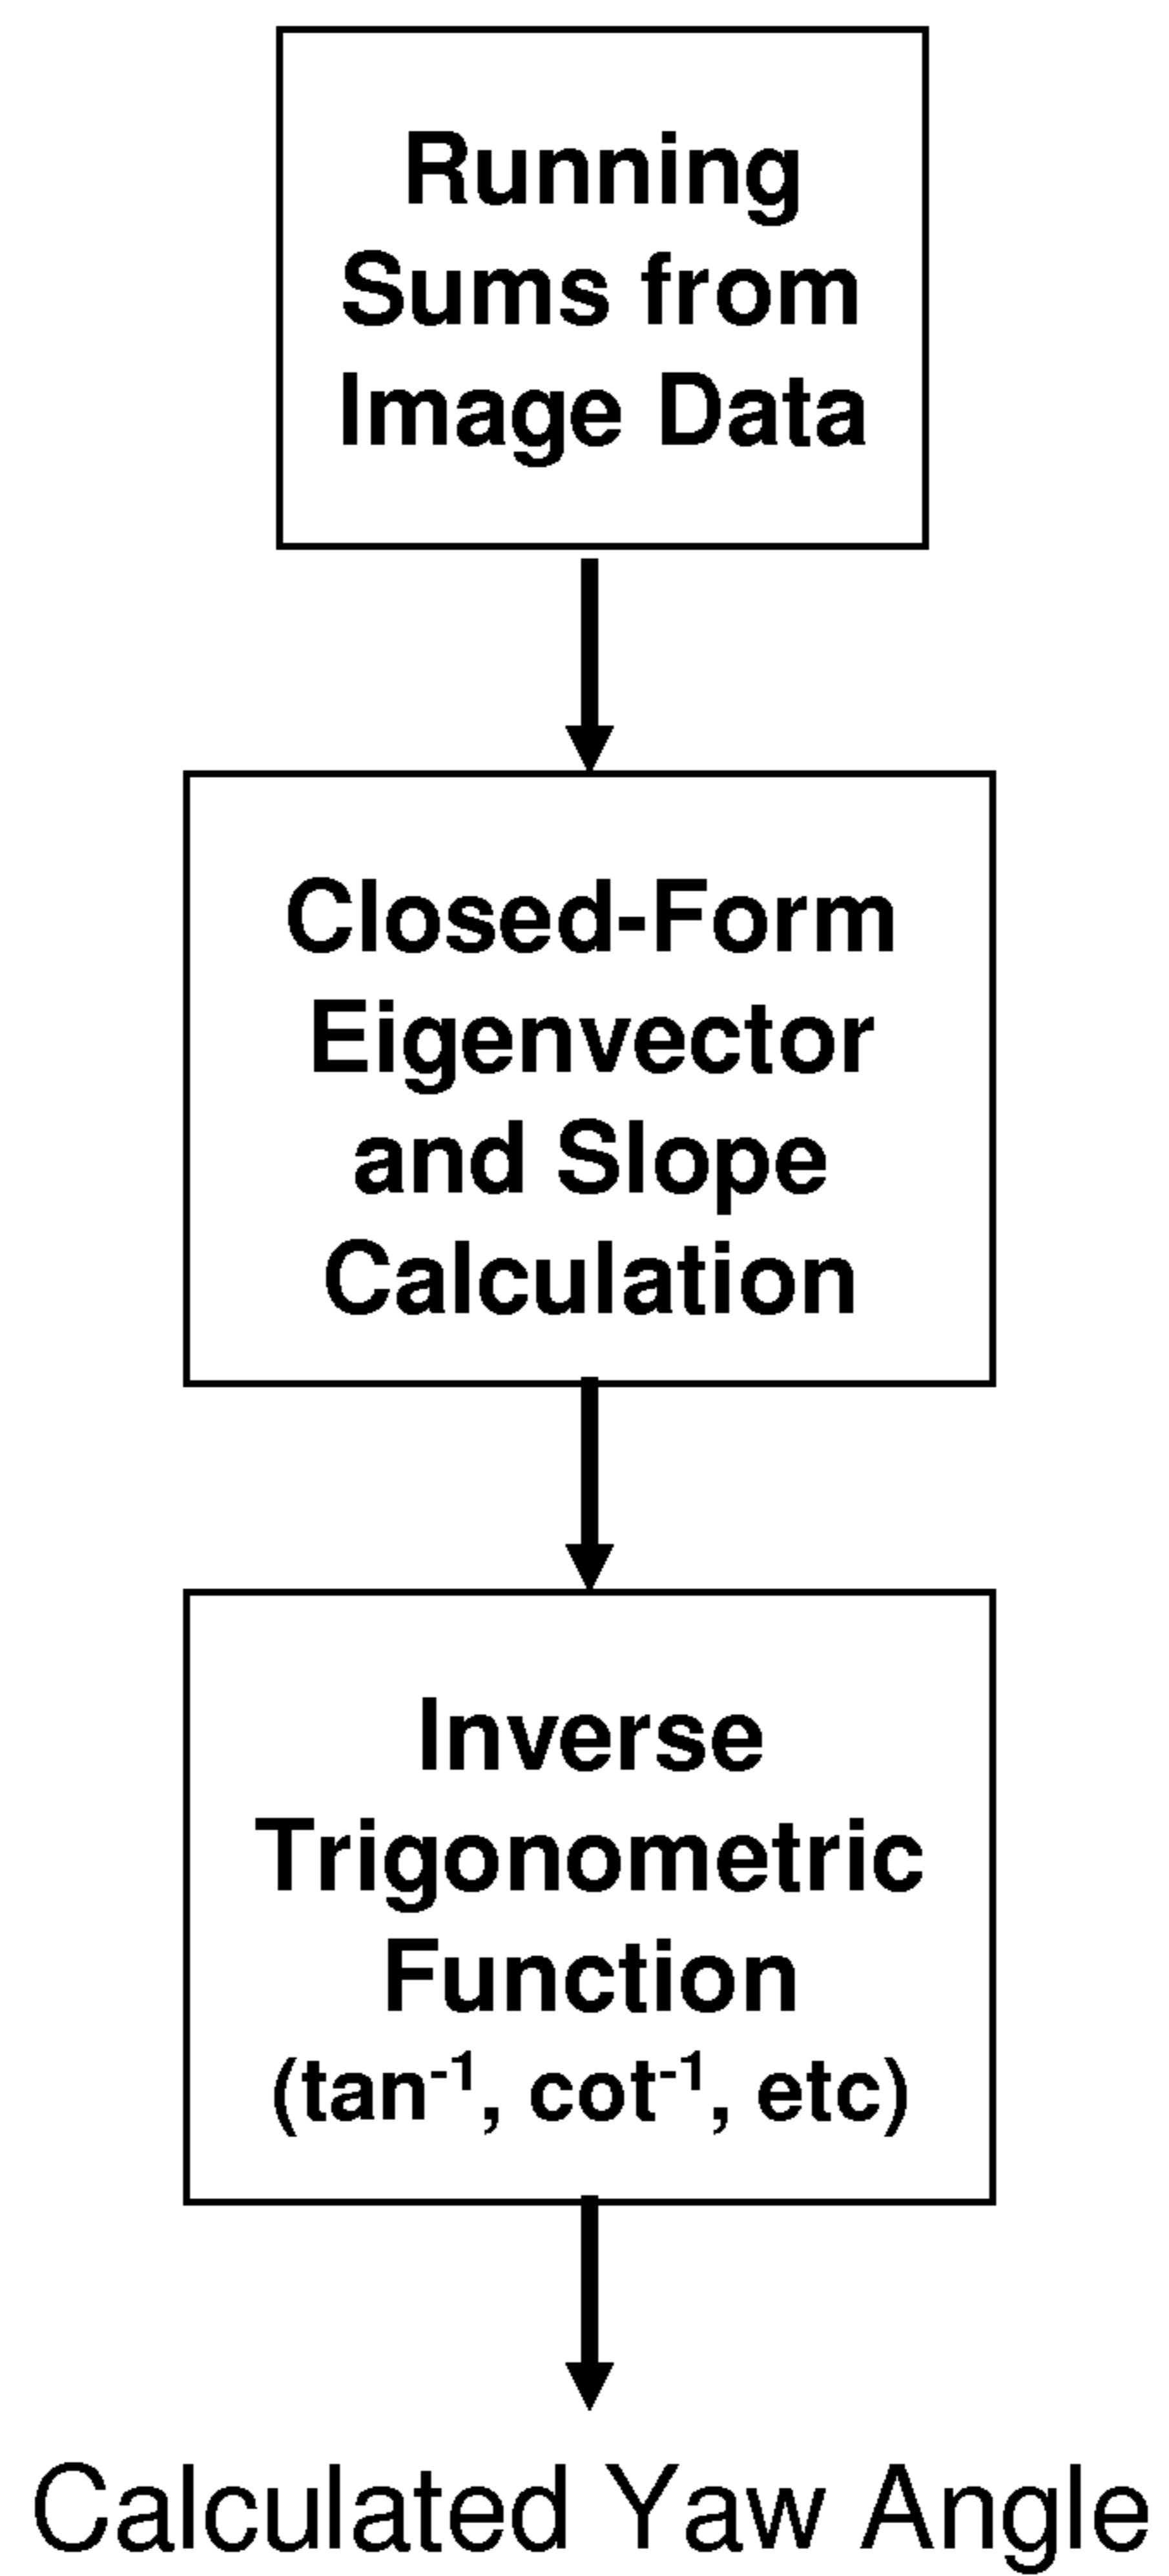 Running
Sums from
Image Data
Closed-Form
Eigenvector
and Slope
Calculation
Inverse
Trigonometric
Function
(tan⁻¹, cot⁻¹, etc)
Calculated Yaw Angle